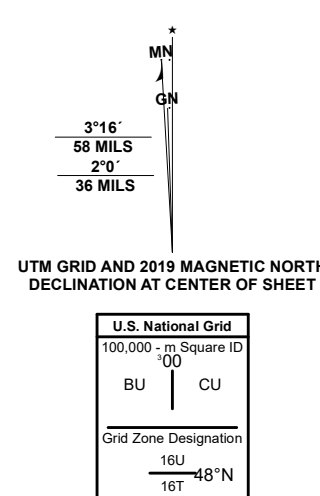 ★
MN
GN
3°16´
58 MILS
2°0´
36 MILS
UTM GRID AND 2019 MAGNETIC NORTH
DECLINATION AT CENTER OF SHEET
U.S. National Grid
100,000 - m Square ID
³00
BU CU
Grid Zone Designation
16U
48°N
16T